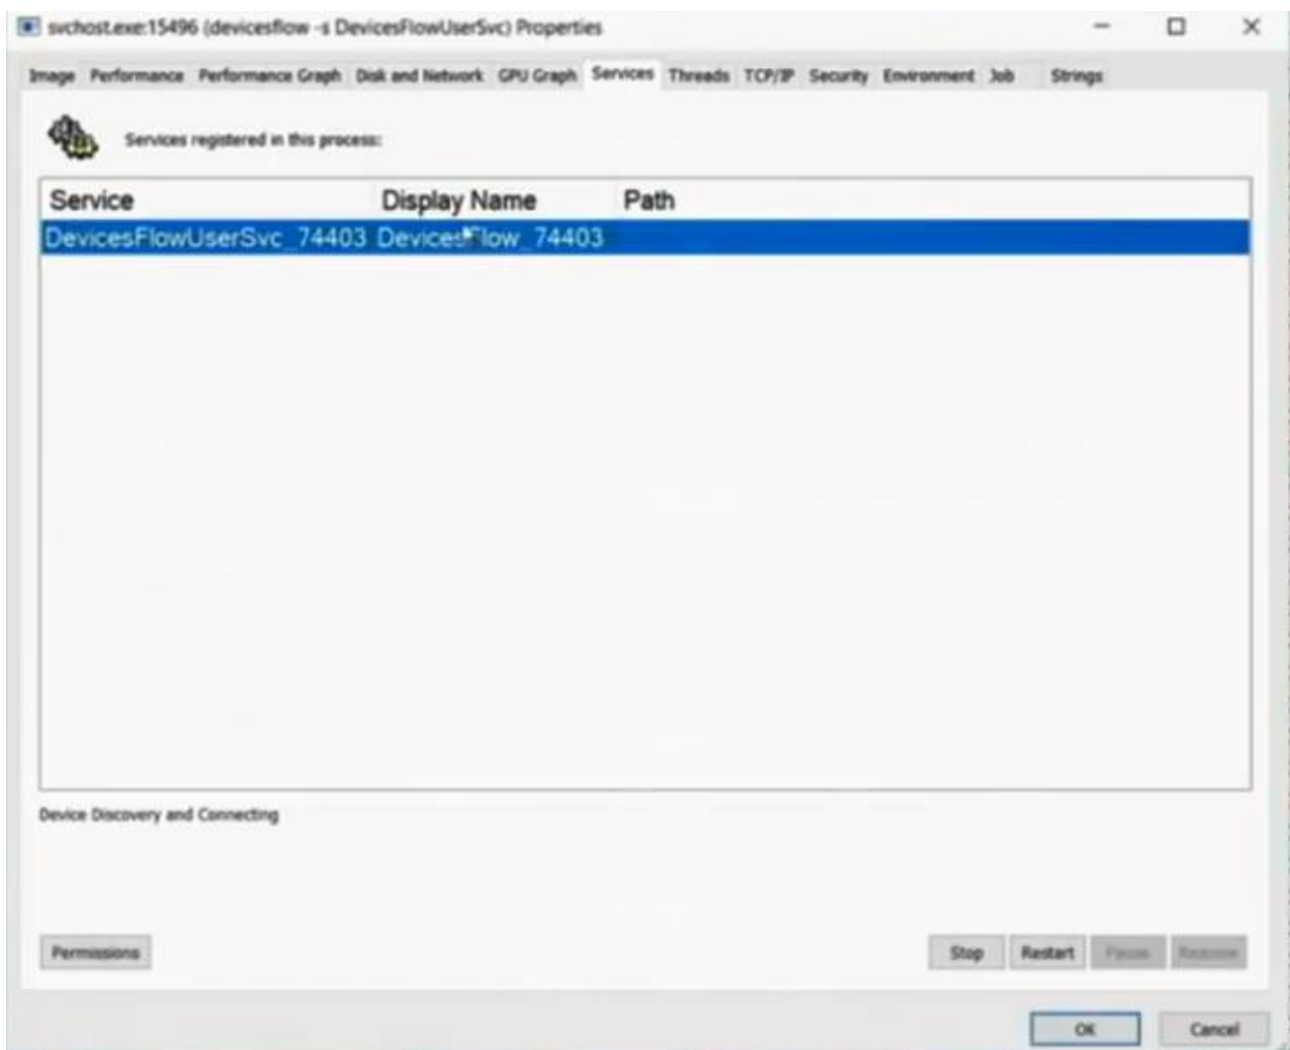 svchost.exe:15496 (devicesflow -s DevicesFlowUserSvc) Properties
Image Performance Performance Graph Disk and Network GPU Graph Services Threads TCP/IP Security Environment Job Strings
Services registered in this process:
Service Display Name Path
DevicesFlowUserSvc_74403 DevicesFlow_74403
Device Discovery and Connecting
Permissions Stop Restart Pause Resume
OK Cancel